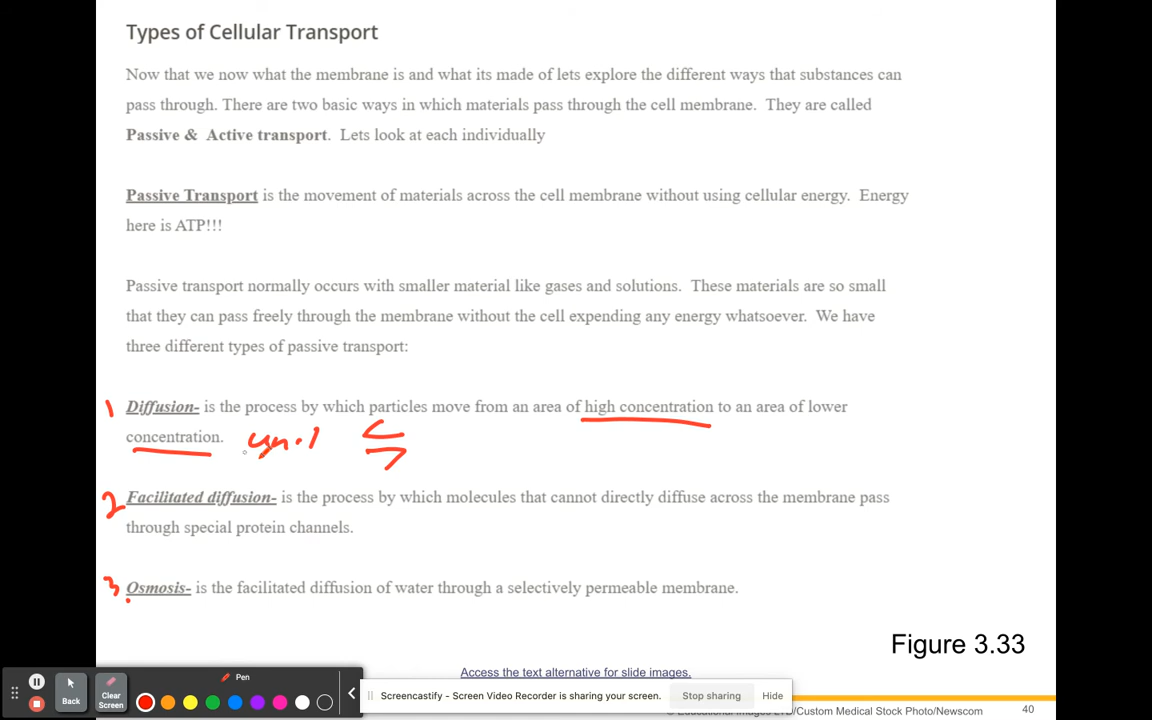 Types of Cellular Transport
Now that we now what the membrane is and what its made of lets explore the different ways that substances can
pass through. There are two basic ways in which materials pass through the cell membrane. They are called
Passive & Active transport. Lets look at each individually
Passive Transport is the movement of materials across the cell membrane without using cellular energy. Energy
here is ATP!!!
Passive transport normally occurs with smaller material like gases and solutions. These materials are so small
that they can pass freely through the membrane without the cell expending any energy whatsoever. We have
three different types of passive transport:
1 Diffusion- is the process by which particles move from an area of high concentration to an area of lower
concentration.
2 Facilitated diffusion- is the process by which molecules that cannot directly diffuse across the membrane pass
through special protein channels.
3 Osmosis- is the facilitated diffusion of water through a selectively permeable membrane.
Figure 3.33
Access the text alternative for slide images.
Pen
Back
Clear
Screen
Screencastify - Screen Video Recorder is sharing your screen.
Stop sharing
Hide
/Custom Medical Stock Photo/Newscom
40